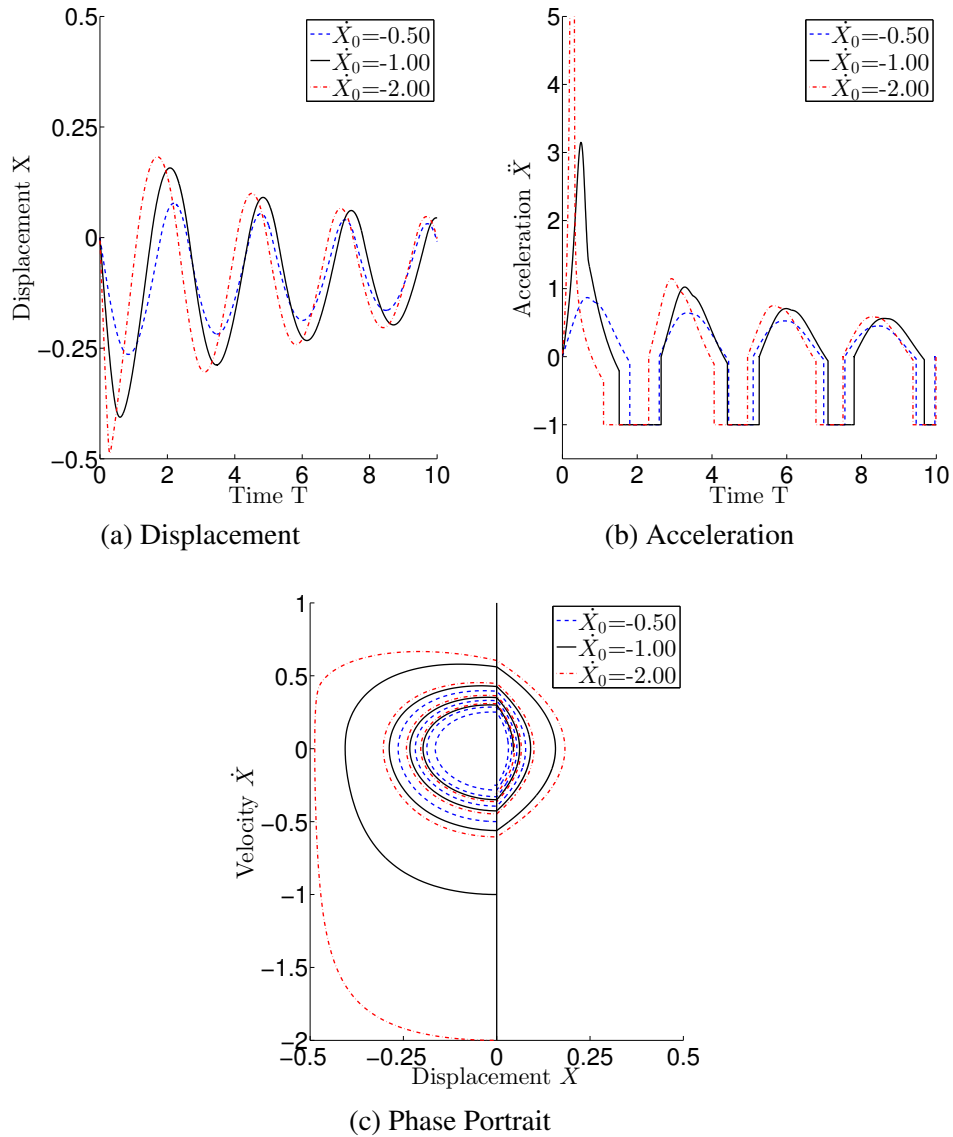 0.5
0.25
0
−0.25
−0.5
Displacement X
Ẋ₀=-0.50
Ẋ₀=-1.00
Ẋ₀=-2.00
0 2 4 6 8 10
Time T
(a) Displacement
5
4
3
2
1
0
−1
Acceleration Ẍ
Ẋ₀=-0.50
Ẋ₀=-1.00
Ẋ₀=-2.00
0 2 4 6 8 10
Time T
(b) Acceleration
1
0.5
0
−0.5
−1
−1.5
−2
Velocity Ẋ
Ẋ₀=-0.50
Ẋ₀=-1.00
Ẋ₀=-2.00
−0.5 −0.25 0 0.25 0.5
Displacement X
(c) Phase Portrait